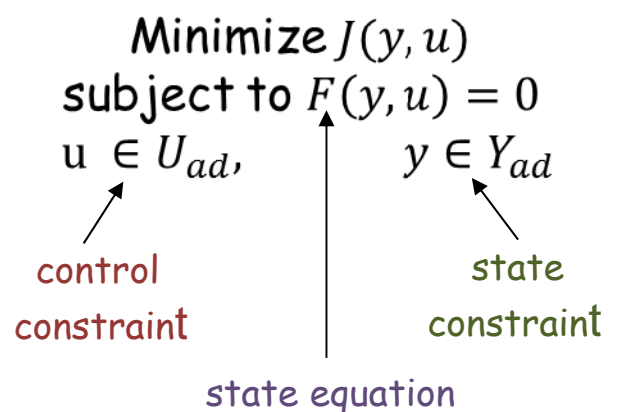 Minimize J(y, u)
subject to F(y, u) = 0
u ∈ U_ad, y ∈ Y_ad
control constraint
state constraint
state equation